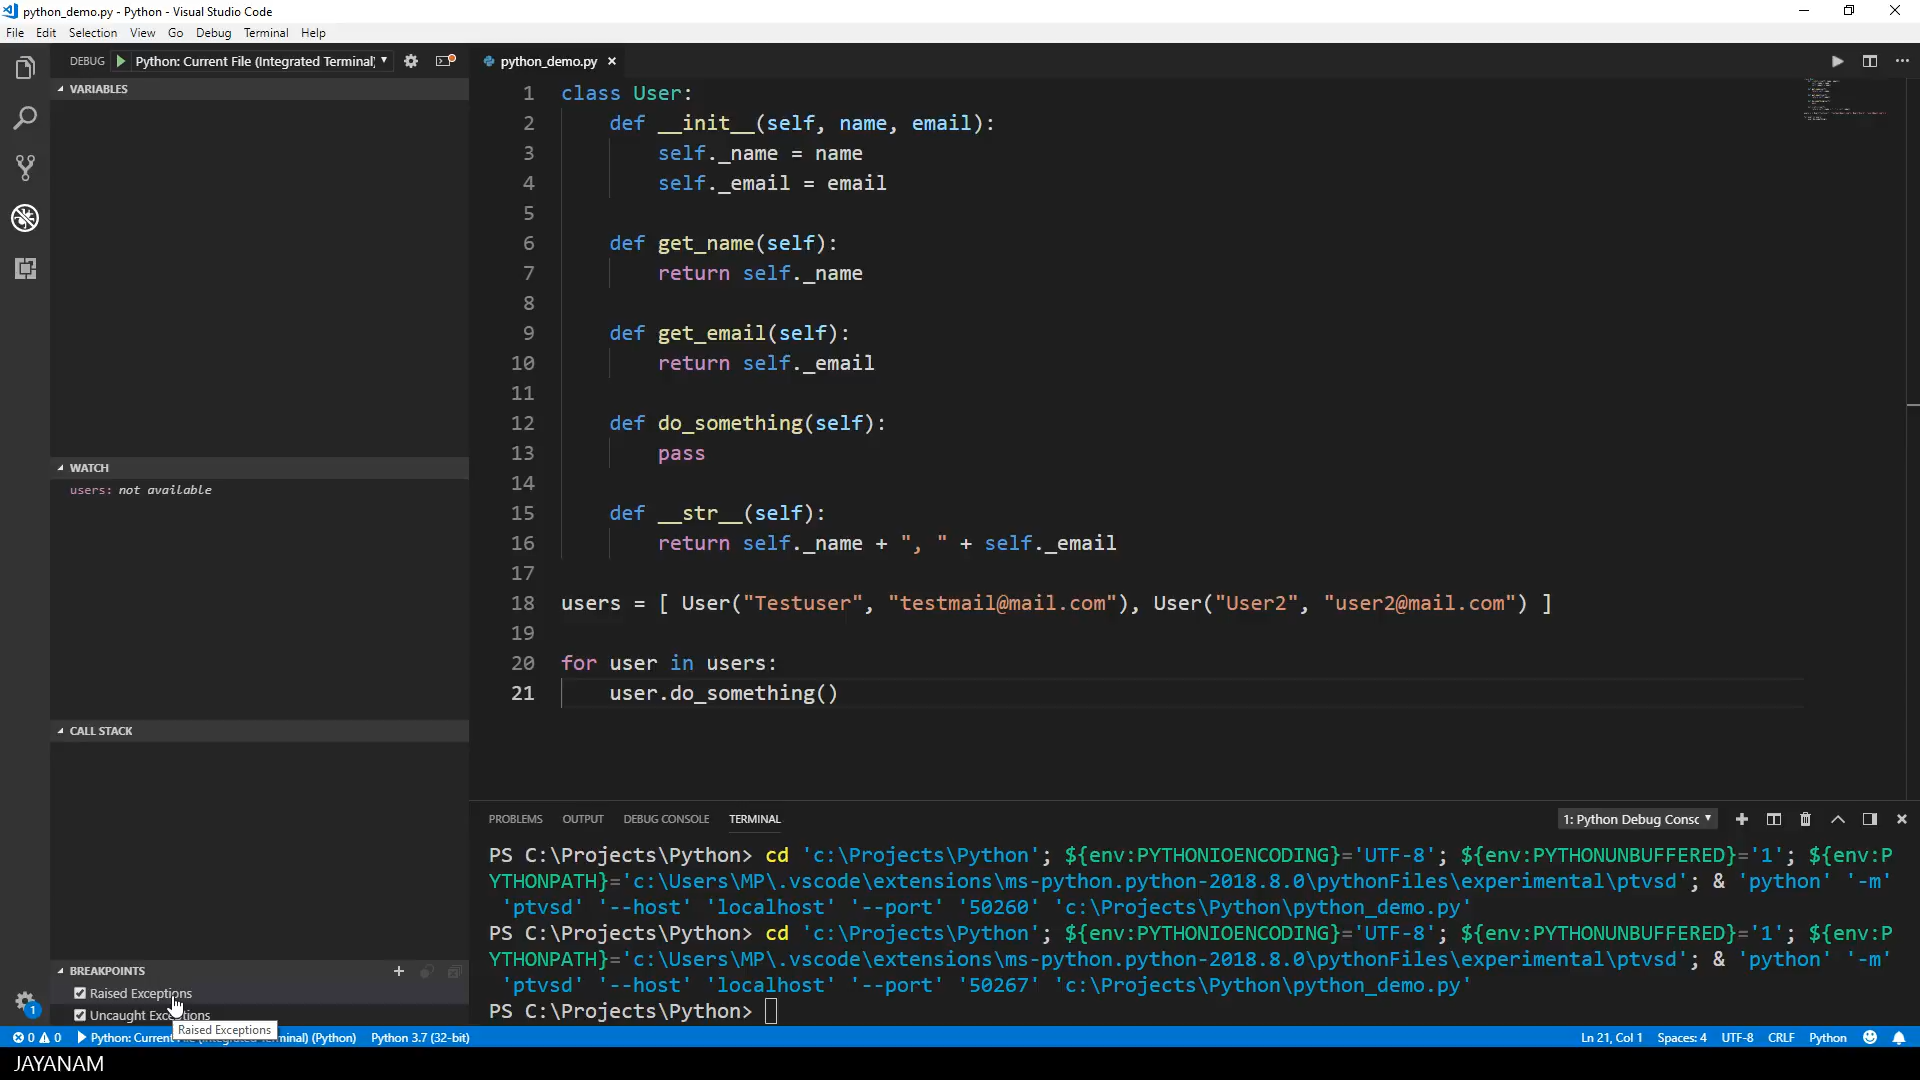 python_demo.py - Python - Visual Studio Code
File Edit Selection View Go Debug Terminal Help
DEBUG Python: Current File (Integrated Terminal)
VARIABLES
WATCH
users: not available
CALL STACK
BREAKPOINTS
Raised Exceptions
Uncaught Exceptions
Raised Exceptions
python_demo.py
1 class User:
2 def __init__(self, name, email):
3 self._name = name
4 self._email = email
5
6 def get_name(self):
7 return self._name
8
9 def get_email(self):
10 return self._email
11
12 def do_something(self):
13 pass
14
15 def __str__(self):
16 return self._name + ", " + self._email
17
18 users = [ User("Testuser", "testmail@mail.com"), User("User2", "user2@mail.com") ]
19
20 for user in users:
21 user.do_something()
PROBLEMS OUTPUT DEBUG CONSOLE TERMINAL 1: Python Debug Consc
PS C:\Projects\Python> cd 'c:\Projects\Python'; ${env:PYTHONIOENCODING}='UTF-8'; ${env:PYTHONUNBUFFERED}='1'; ${env:P
YTHONPATH}='c:\Users\MP\.vscode\extensions\ms-python.python-2018.8.0\pythonFiles\experimental\ptvsd'; & 'python' '-m'
'ptvsd' '--host' 'localhost' '--port' '50260' 'c:\Projects\Python\python_demo.py'
PS C:\Projects\Python> cd 'c:\Projects\Python'; ${env:PYTHONIOENCODING}='UTF-8'; ${env:PYTHONUNBUFFERED}='1'; ${env:P
YTHONPATH}='c:\Users\MP\.vscode\extensions\ms-python.python-2018.8.0\pythonFiles\experimental\ptvsd'; & 'python' '-m'
'ptvsd' '--host' 'localhost' '--port' '50267' 'c:\Projects\Python\python_demo.py'
PS C:\Projects\Python>
1
0 0 Python: Current File (Integrated Terminal) (Python) Python 3.7 (32-bit) Ln 21, Col 1 Spaces: 4 UTF-8 CRLF Python
JAYANAM